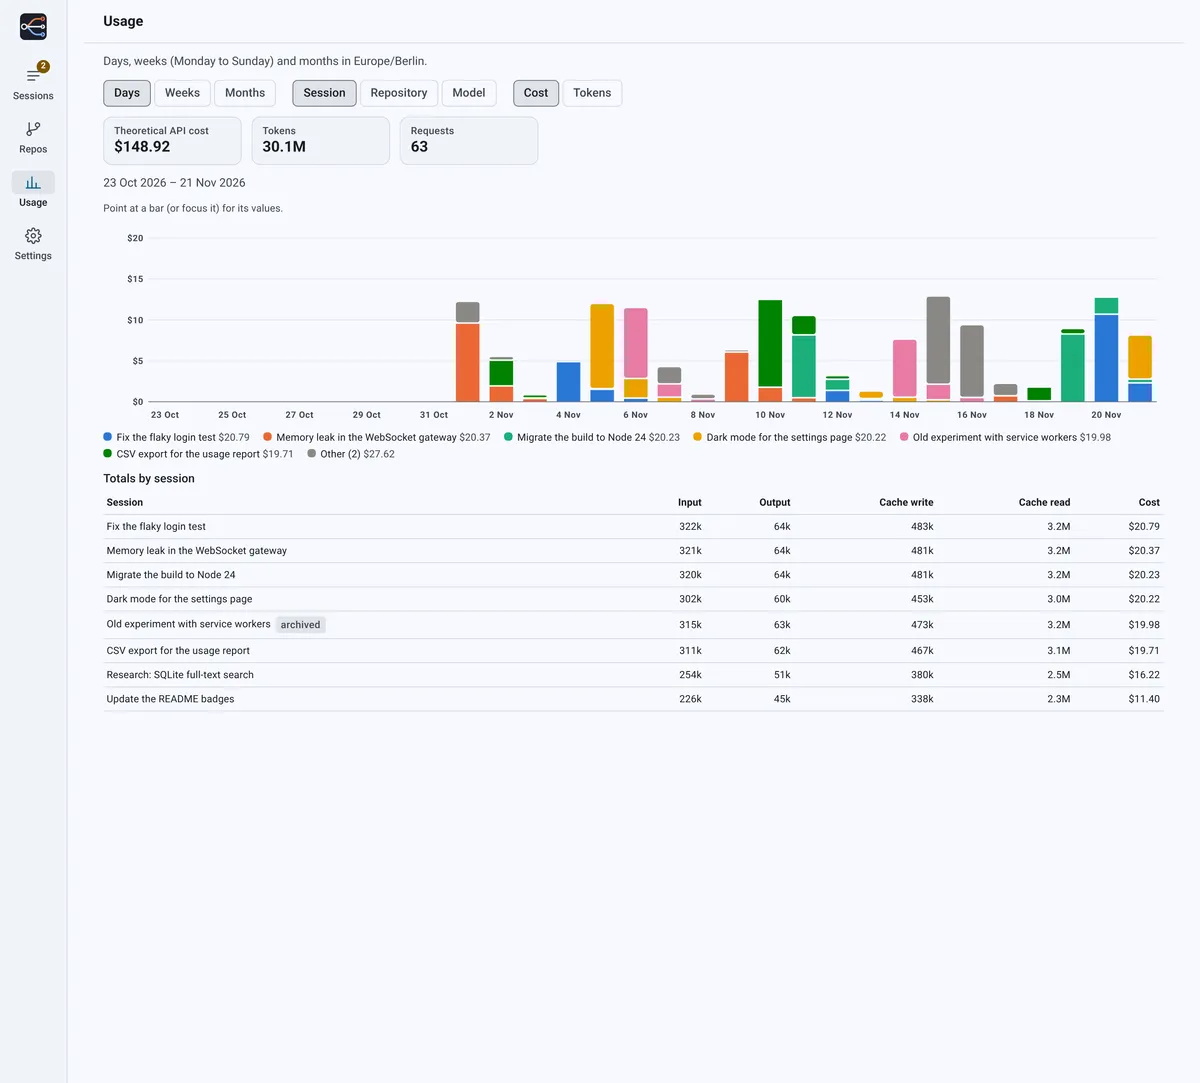 Usage
2
Sessions
Repos
Usage
Settings
Days, weeks (Monday to Sunday) and months in Europe/Berlin.
Days Weeks Months Session Repository Model Cost Tokens
Theoretical API cost Tokens Requests
$148.92 30.1M 63
23 Oct 2026 – 21 Nov 2026
Point at a bar (or focus it) for its values.
$20
$15
$10
$5
$0
23 Oct 25 Oct 27 Oct 29 Oct 31 Oct 2 Nov 4 Nov 6 Nov 8 Nov 10 Nov 12 Nov 14 Nov 16 Nov 18 Nov 20 Nov
Fix the flaky login test $20.79 Memory leak in the WebSocket gateway $20.37 Migrate the build to Node 24 $20.23 Dark mode for the settings page $20.22 Old experiment with service workers $19.98
CSV export for the usage report $19.71 Other (2) $27.62
Totals by session
Session Input Output Cache write Cache read Cost
Fix the flaky login test 322k 64k 483k 3.2M $20.79
Memory leak in the WebSocket gateway 321k 64k 481k 3.2M $20.37
Migrate the build to Node 24 320k 64k 481k 3.2M $20.23
Dark mode for the settings page 302k 60k 453k 3.0M $20.22
Old experiment with service workers archived 315k 63k 473k 3.2M $19.98
CSV export for the usage report 311k 62k 467k 3.1M $19.71
Research: SQLite full-text search 254k 51k 380k 2.5M $16.22
Update the README badges 226k 45k 338k 2.3M $11.40